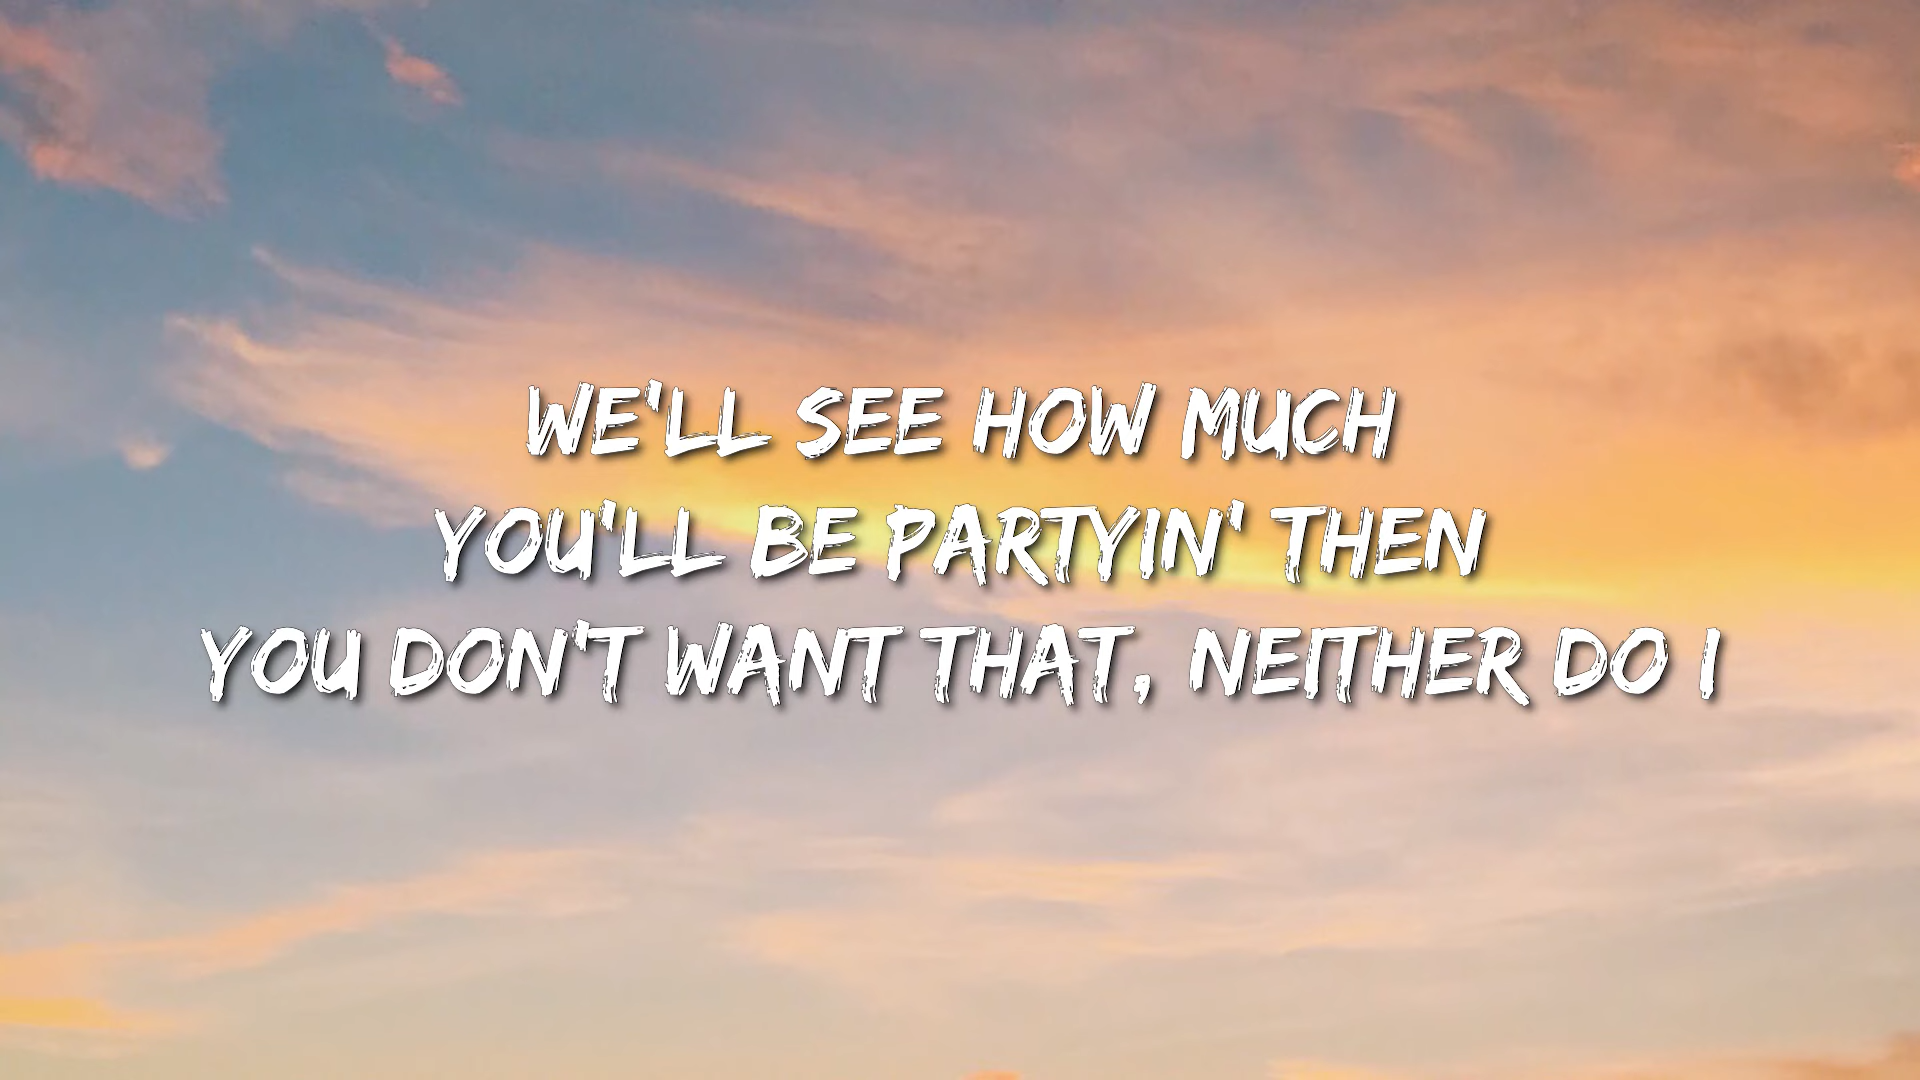 WE'LL SEE HOW MUCH
YOU'LL BE PARTYIN' THEN
YOU DON'T WANT THAT, NEITHER DO I